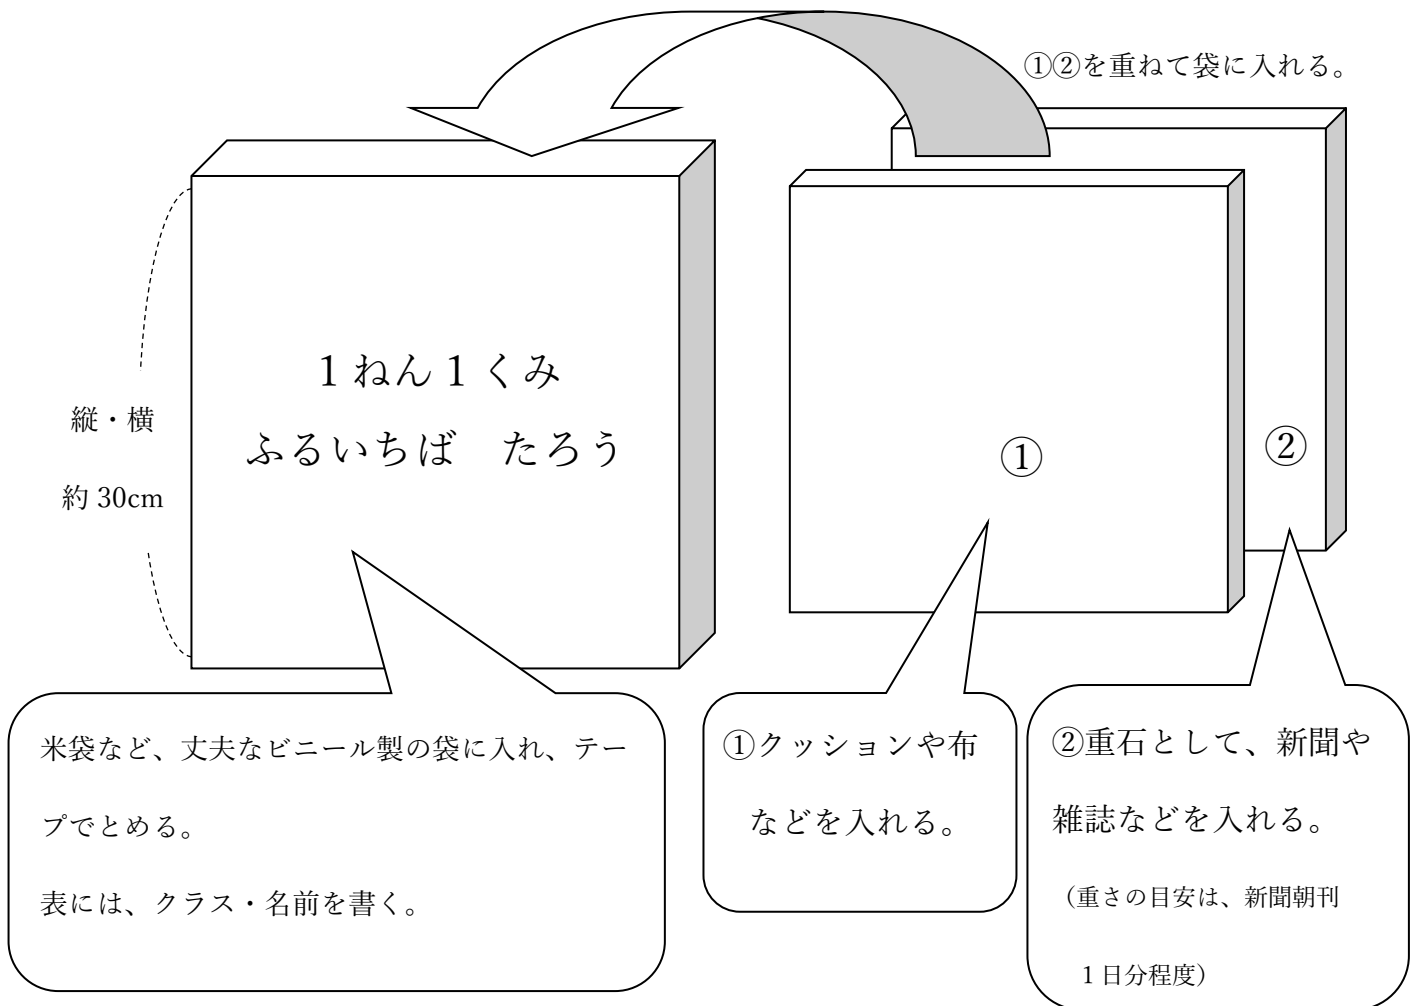 ①②を重ねて袋に入れる。
１ねん１くみ
ふるいちば　たろう
縦・横
約 30cm
①
②
米袋など、丈夫なビニール製の袋に入れ、テー
プでとめる。
表には、クラス・名前を書く。
①クッションや布
などを入れる。
②重石として、新聞や
雑誌などを入れる。
（重さの目安は、新聞朝刊
１日分程度）